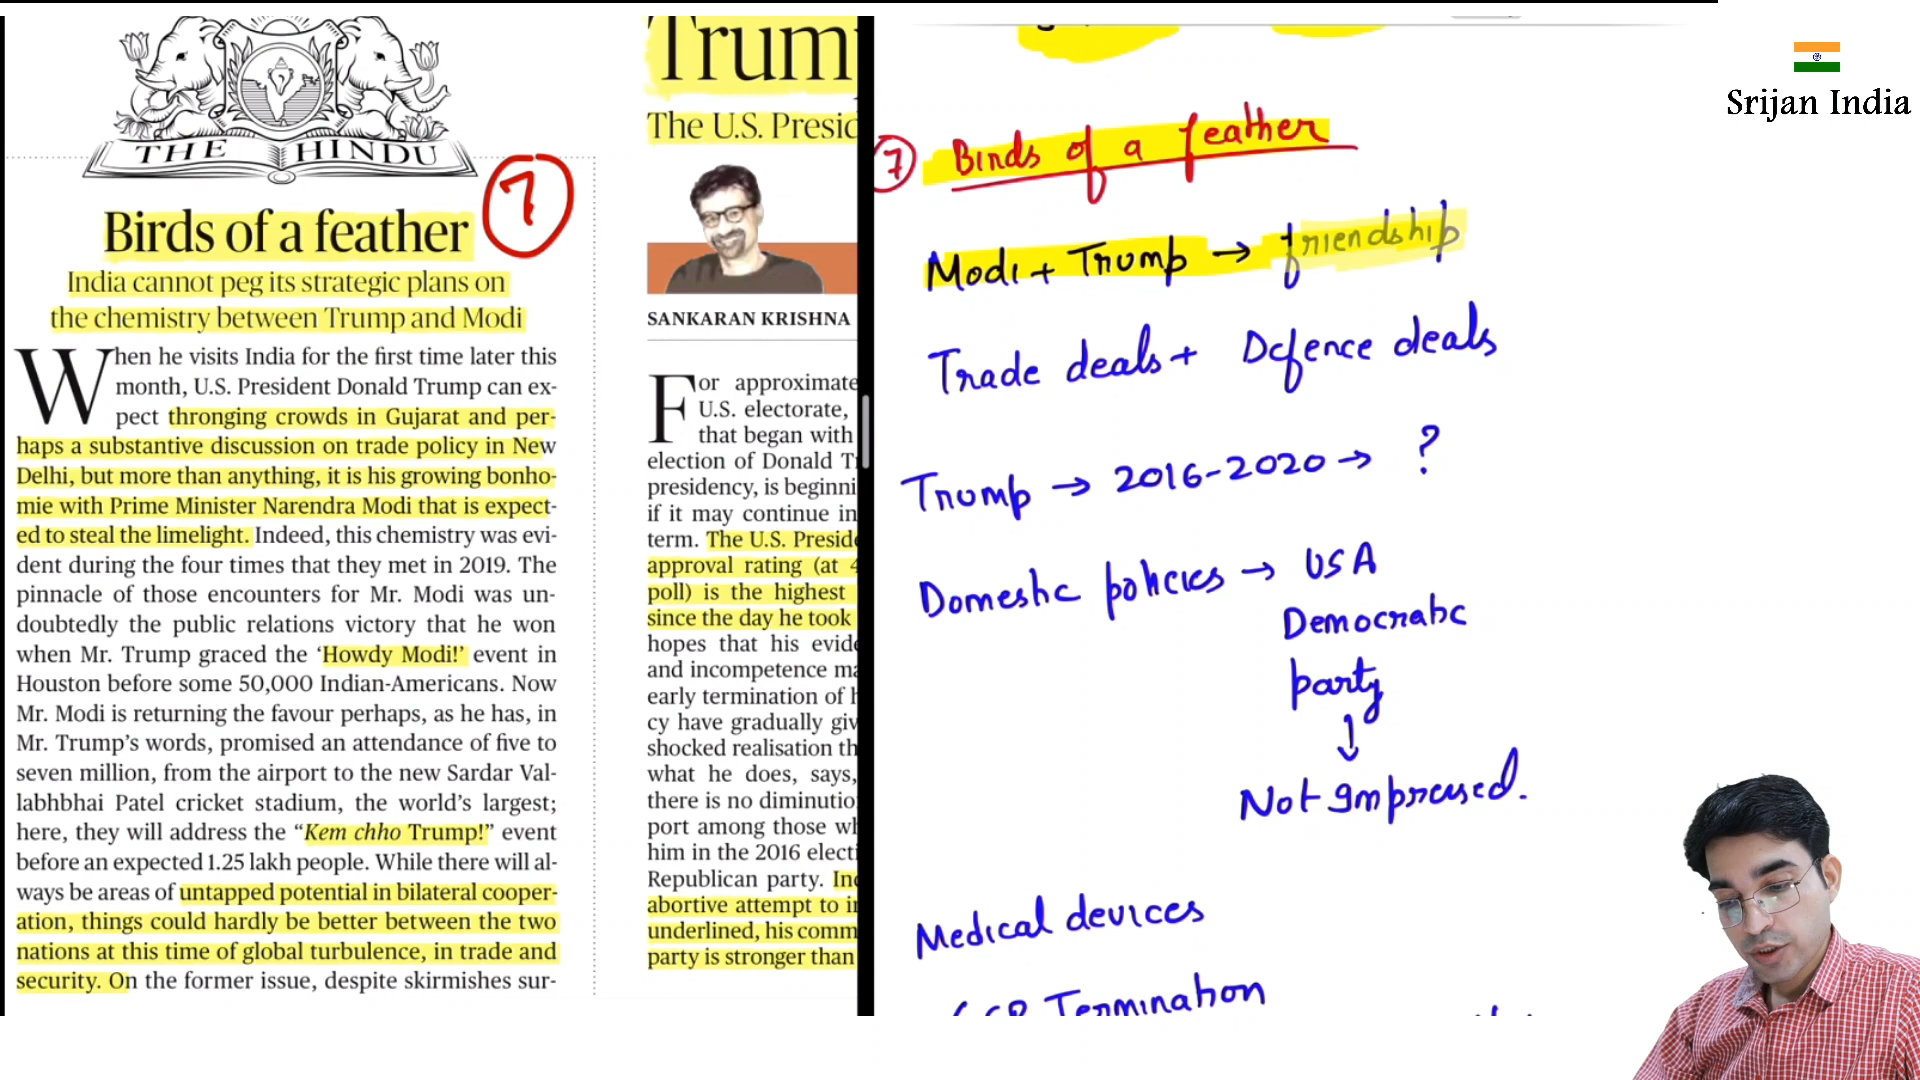 THE HINDU
7
Birds of a feather
India cannot peg its strategic plans on
the chemistry between Trump and Modi
When he visits India for the first time later this
month, U.S. President Donald Trump can ex-
pect thronging crowds in Gujarat and per-
haps a substantive discussion on trade policy in New
Delhi, but more than anything, it is his growing bonho-
mie with Prime Minister Narendra Modi that is expect-
ed to steal the limelight. Indeed, this chemistry was evi-
dent during the four times that they met in 2019. The
pinnacle of those encounters for Mr. Modi was un-
doubtedly the public relations victory that he won
when Mr. Trump graced the ‘Howdy Modi!’ event in
Houston before some 50,000 Indian-Americans. Now
Mr. Modi is returning the favour perhaps, as he has, in
Mr. Trump’s words, promised an attendance of five to
seven million, from the airport to the new Sardar Val-
labhbhai Patel cricket stadium, the world’s largest;
here, they will address the “Kem chho Trump!” event
before an expected 1.25 lakh people. While there will al-
ways be areas of untapped potential in bilateral cooper-
ation, things could hardly be better between the two
nations at this time of global turbulence, in trade and
security. On the former issue, despite skirmishes sur-
Trum
The U.S. Presid
SANKARAN KRISHNA
For approximate
U.S. electorate,
that began with
election of Donald T
presidency, is beginni
if it may continue in
term. The U.S. Preside
approval rating (at 4
poll) is the highest
since the day he took
hopes that his evide
and incompetence ma
early termination of h
cy have gradually giv
shocked realisation th
what he does, says,
there is no diminutio
port among those wh
him in the 2016 electi
Republican party. Ind
abortive attempt to i
underlined, his comm
party is stronger than
7 Birds of a feather
Modi + Trump → friendship
Trade deals + Defence deals
Trump → 2016-2020 → ?
Domestic policies → USA
Democratic
party
↓
Not Impressed.
Medical devices
Termination
Srijan India